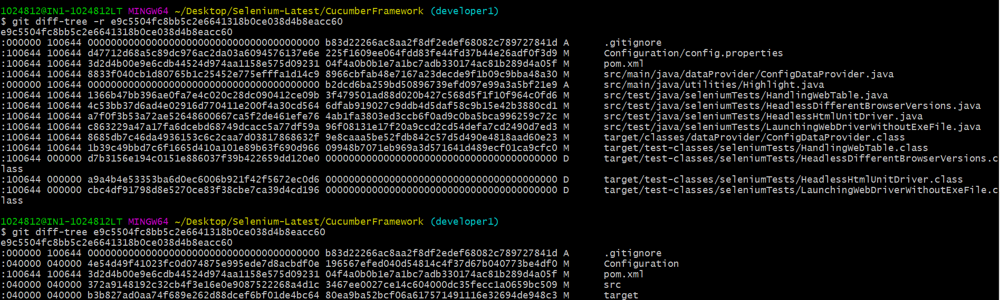 1024812@IN1-1024812LT MINGW64 ~/Desktop/Selenium-Latest/CucumberFramework (developer1)
$ git diff-tree -r e9c5504fc8bb5c2e6641318b0ce038d4b8eacc60
e9c5504fc8bb5c2e6641318b0ce038d4b8eacc60
:000000 100644 0000000000000000000000000000000000000000 b83d22266ac8aa2f8df2edef68082c789727841d A .gitignore
:100644 100644 d47712d68a5c89dc976ac2da03a6094576137e6e 225f1609ee064fdd83fe44fd37b44e26adf0f3d9 M Configuration/config.properties
:100644 100644 3d2d4b00e9e6cdb44524d974aa1158e575d09231 04f4a0b0b1e7a1bc7adb330174ac81b289d4a05f M pom.xml
:100644 100644 8833f040cb1d80765b1c25452e775efffa1d14c9 8966cbfab48e7167a23decde9f1b09c9bba48a30 M src/main/java/dataProvider/ConfigDataProvider.java
:000000 100644 0000000000000000000000000000000000000000 b2dcd6ba259bd50896739efd097e99a3a5bf21e9 A src/main/java/utilities/Highlight.java
:100644 100644 1366b47bb396ae0fa7e4c020c28dc090412ce09b 3f479501ad88d020b427c568d5f1f10f964c0fd6 M src/test/java/seleniumTests/HandlingWebTable.java
:100644 100644 4c53bb37d6ad4e02916d770411e200f4a30cd564 6dfab919027c9ddb4d5daf58c9b15e42b3880cd1 M src/test/java/seleniumTests/HeadlessDifferentBrowserVersions.java
:100644 100644 a7f0f3b53a72ae52648600667ca5f2de461efe76 4ab1fa3803ed3ccb6f0ad9c0ba5bca996259c72c M src/test/java/seleniumTests/HeadlessHtmlUnitDriver.java
:100644 100644 c863229a47a17fa6dcebd68749dcacc5a77df59a 96f08131e17f20a9ccd2cd54defa7cd2490d7ed3 M src/test/java/seleniumTests/LaunchingWebDriverWithoutExeFile.java
:100644 100644 8685db7c46da4936153c6c2caa7d03817868632f 9e8caaa5be52fdb842c57d5d490e4818aad60e23 M target/classes/dataProvider/ConfigDataProvider.class
:100644 100644 1b39c49bbd7c6f1665d410a101e89b63f690d966 09948b7071eb969a3d571641d489ecf01ca9cfc0 M target/test-classes/seleniumTests/HandlingWebTable.class
:100644 000000 d7b3156e194c0151e886037f39b422659dd120e0 0000000000000000000000000000000000000000 D target/test-classes/seleniumTests/HeadlessDifferentBrowserVersions.c
lass
:100644 000000 a9a4b4e53353ba6d0ec6006b921f42f5672ec0d6 0000000000000000000000000000000000000000 D target/test-classes/seleniumTests/HeadlessHtmlUnitDriver.class
:100644 000000 cbc4df91798d8e5270ce83f38cbe7ca39d4cd196 0000000000000000000000000000000000000000 D target/test-classes/seleniumTests/LaunchingWebDriverWithoutExeFile.c
lass
1024812@IN1-1024812LT MINGW64 ~/Desktop/Selenium-Latest/CucumberFramework (developer1)
$ git diff-tree e9c5504fc8bb5c2e6641318b0ce038d4b8eacc60
e9c5504fc8bb5c2e6641318b0ce038d4b8eacc60
:000000 100644 0000000000000000000000000000000000000000 b83d22266ac8aa2f8df2edef68082c789727841d A .gitignore
:040000 040000 4e54d49f41023fc0d074875e995ede7d8acbdf0e 196567efed040d54814c4f37d67b040773be4df0 M Configuration
:100644 100644 3d2d4b00e9e6cdb44524d974aa1158e575d09231 04f4a0b0b1e7a1bc7adb330174ac81b289d4a05f M pom.xml
:040000 040000 372a9148192c32cb4f3e16e0e9087522268a4d1c 3467ee0027ce14c604000dc35fecc1a0659bc509 M src
:040000 040000 b3b827ad0aa74f689e262d88dcef6bf01de4bc64 80ea9ba52bcf06a617571491116e32694de948c3 M target